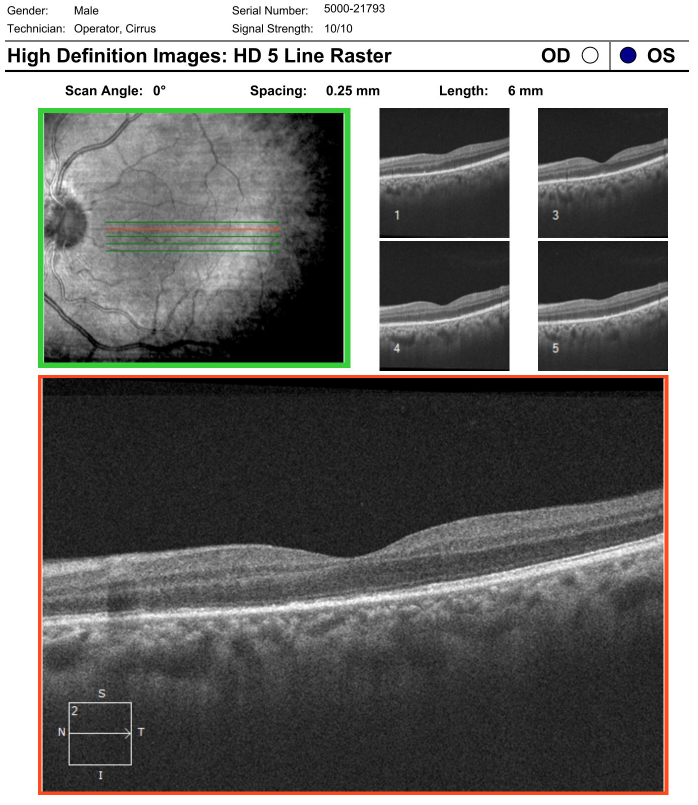 Gender: Male Serial Number: 5000-21793
Technician: Operator, Cirrus Signal Strength: 10/10
High Definition Images: HD 5 Line Raster OD OS
Scan Angle: 0° Spacing: 0.25 mm Length: 6 mm
1 3
4 5
S
2
N T
I